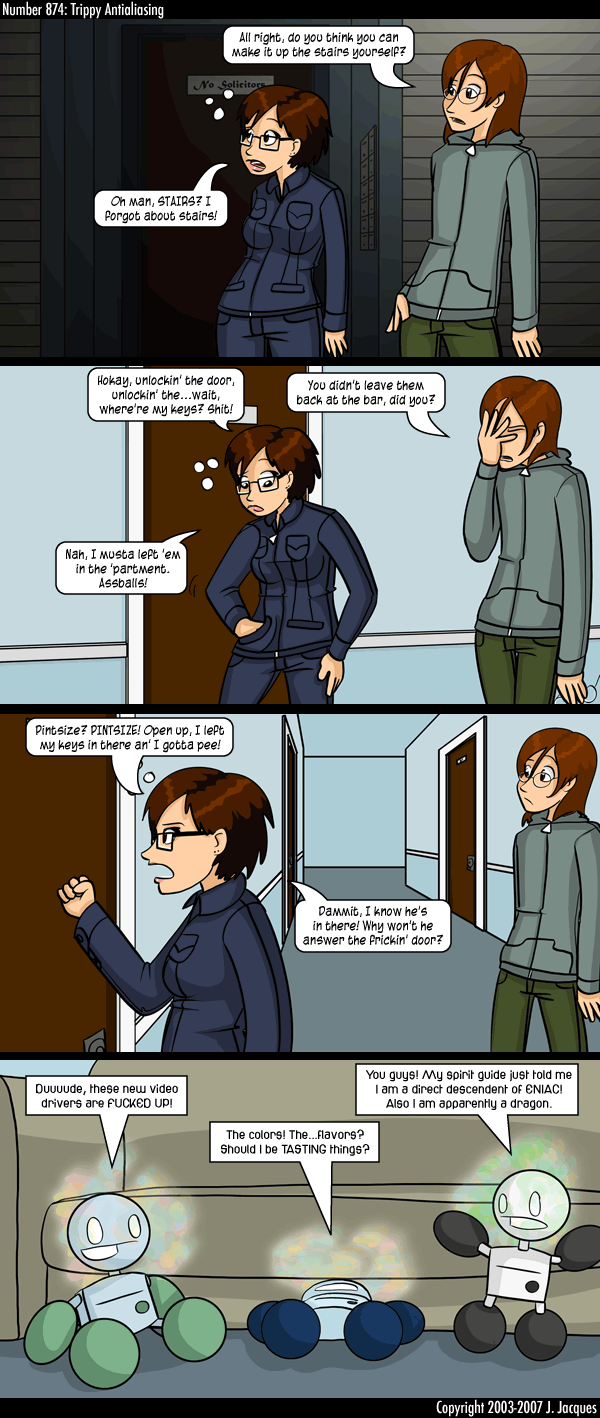 Number 874: Trippy Antialiasing
All right, do you think you can
make it up the stairs yourself?
No Solicitors
Oh man, STAIRS? I
forgot about stairs!
Hokay, unlockin' the door,
unlockin' the...wait,
where're my keys? Shit!
You didn't leave them
back at the bar, did you?
Nah, I musta left 'em
in the 'partment.
Assballs!
Pintsize? PINTSIZE! Open up, I left
my keys in there an' I gotta pee!
Dammit, I know he's
in there! Why won't he
answer the frickin' door?
Duuuude, these new video
drivers are FUCKED UP!
You guys! My spirit guide just told me
I am a direct descendent of ENIAC!
Also I am apparently a dragon.
The colors! The...flavors?
Should I be TASTING things?
Copyright 2003-2007 J. Jacques